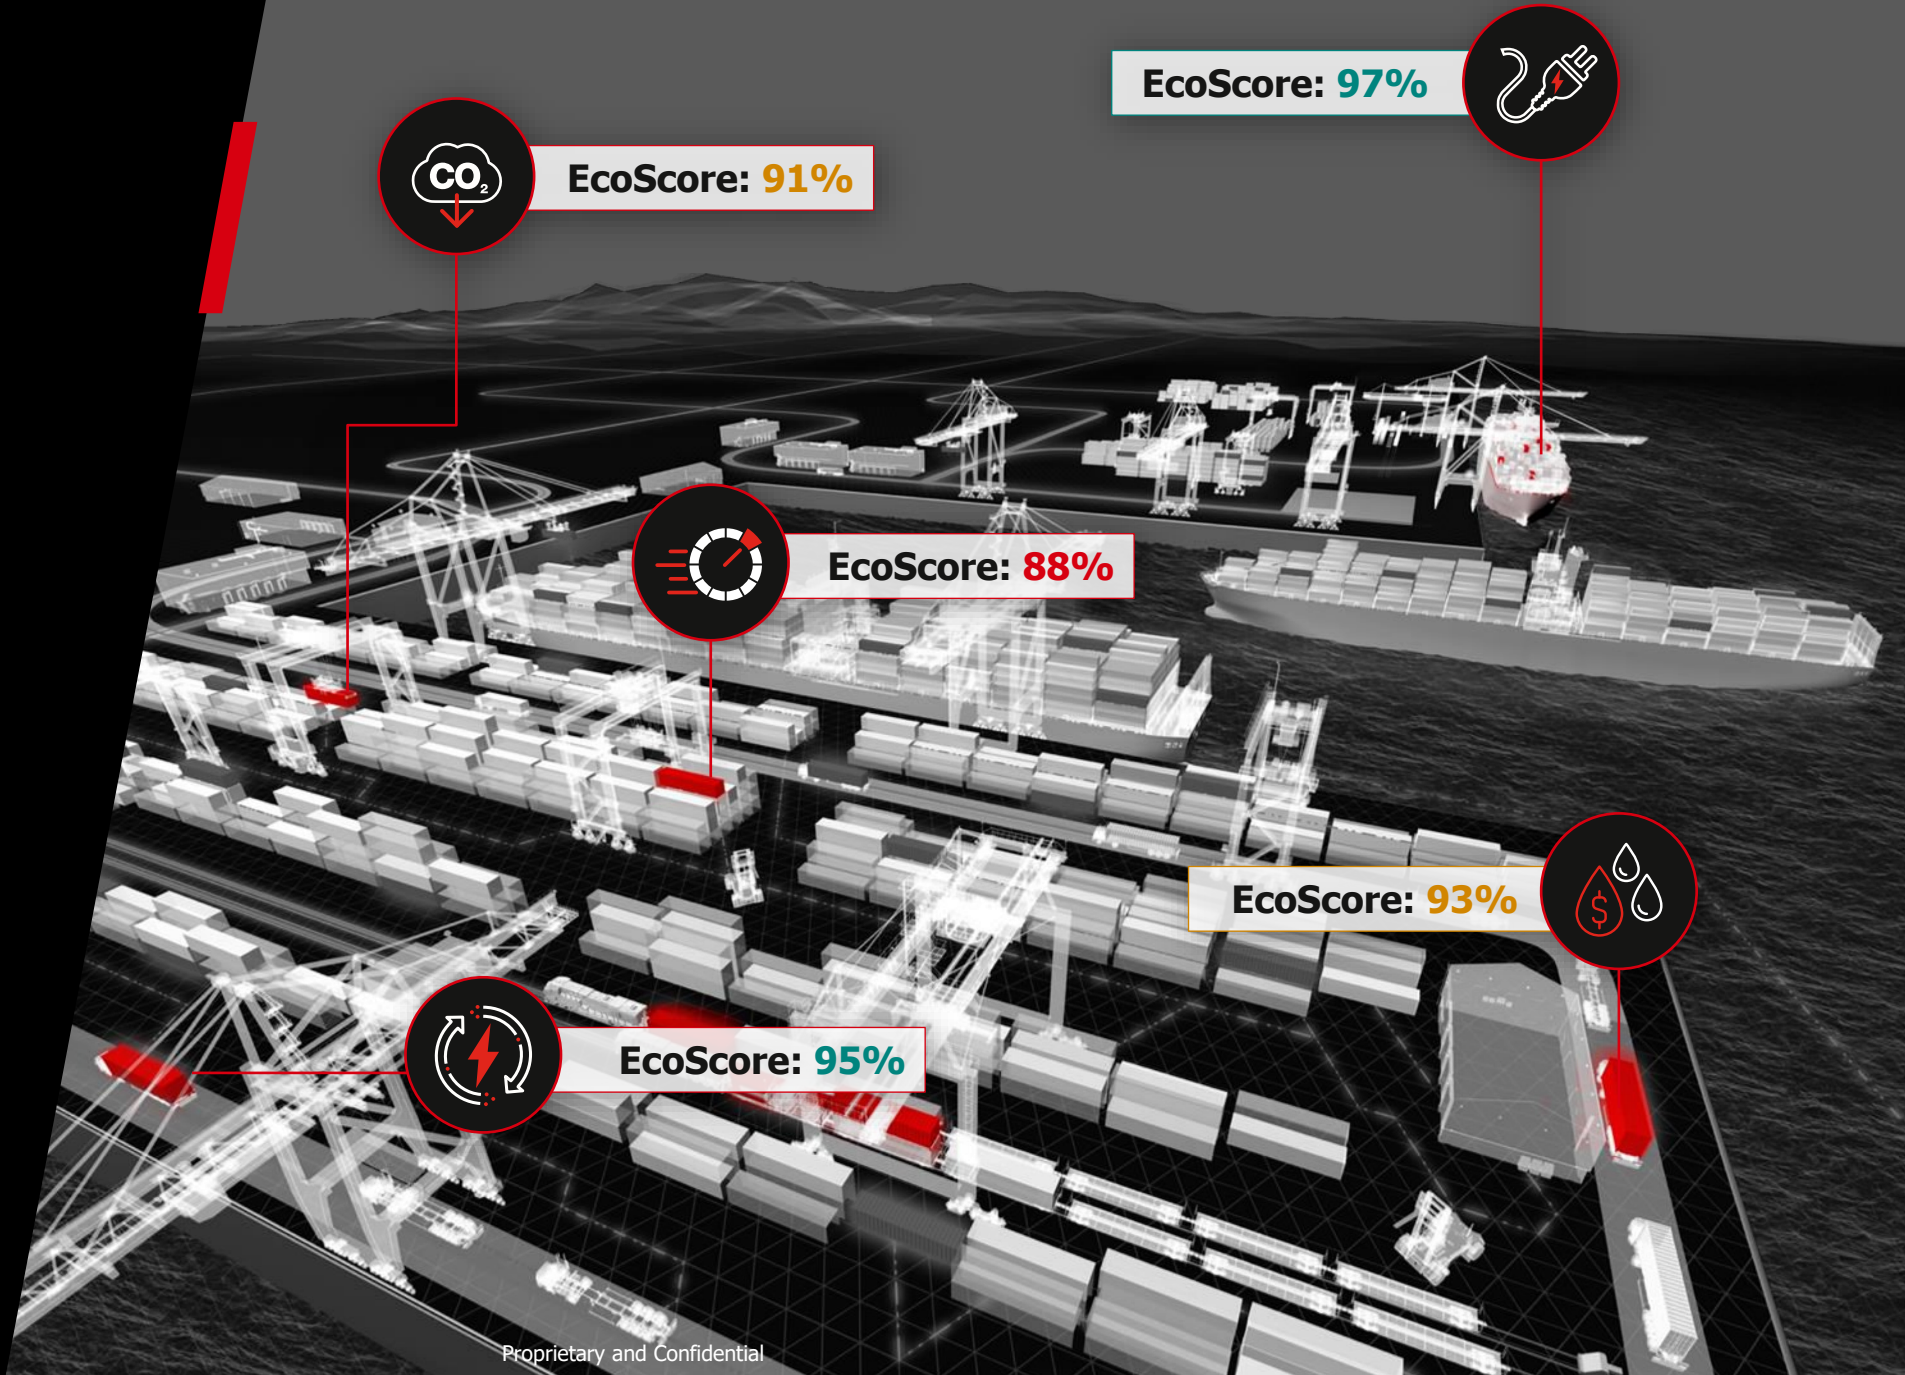 EcoScore: 97%
CO₂
EcoScore: 91%
EcoScore: 88%
$
EcoScore: 93%
EcoScore: 95%
Proprietary and Confidential